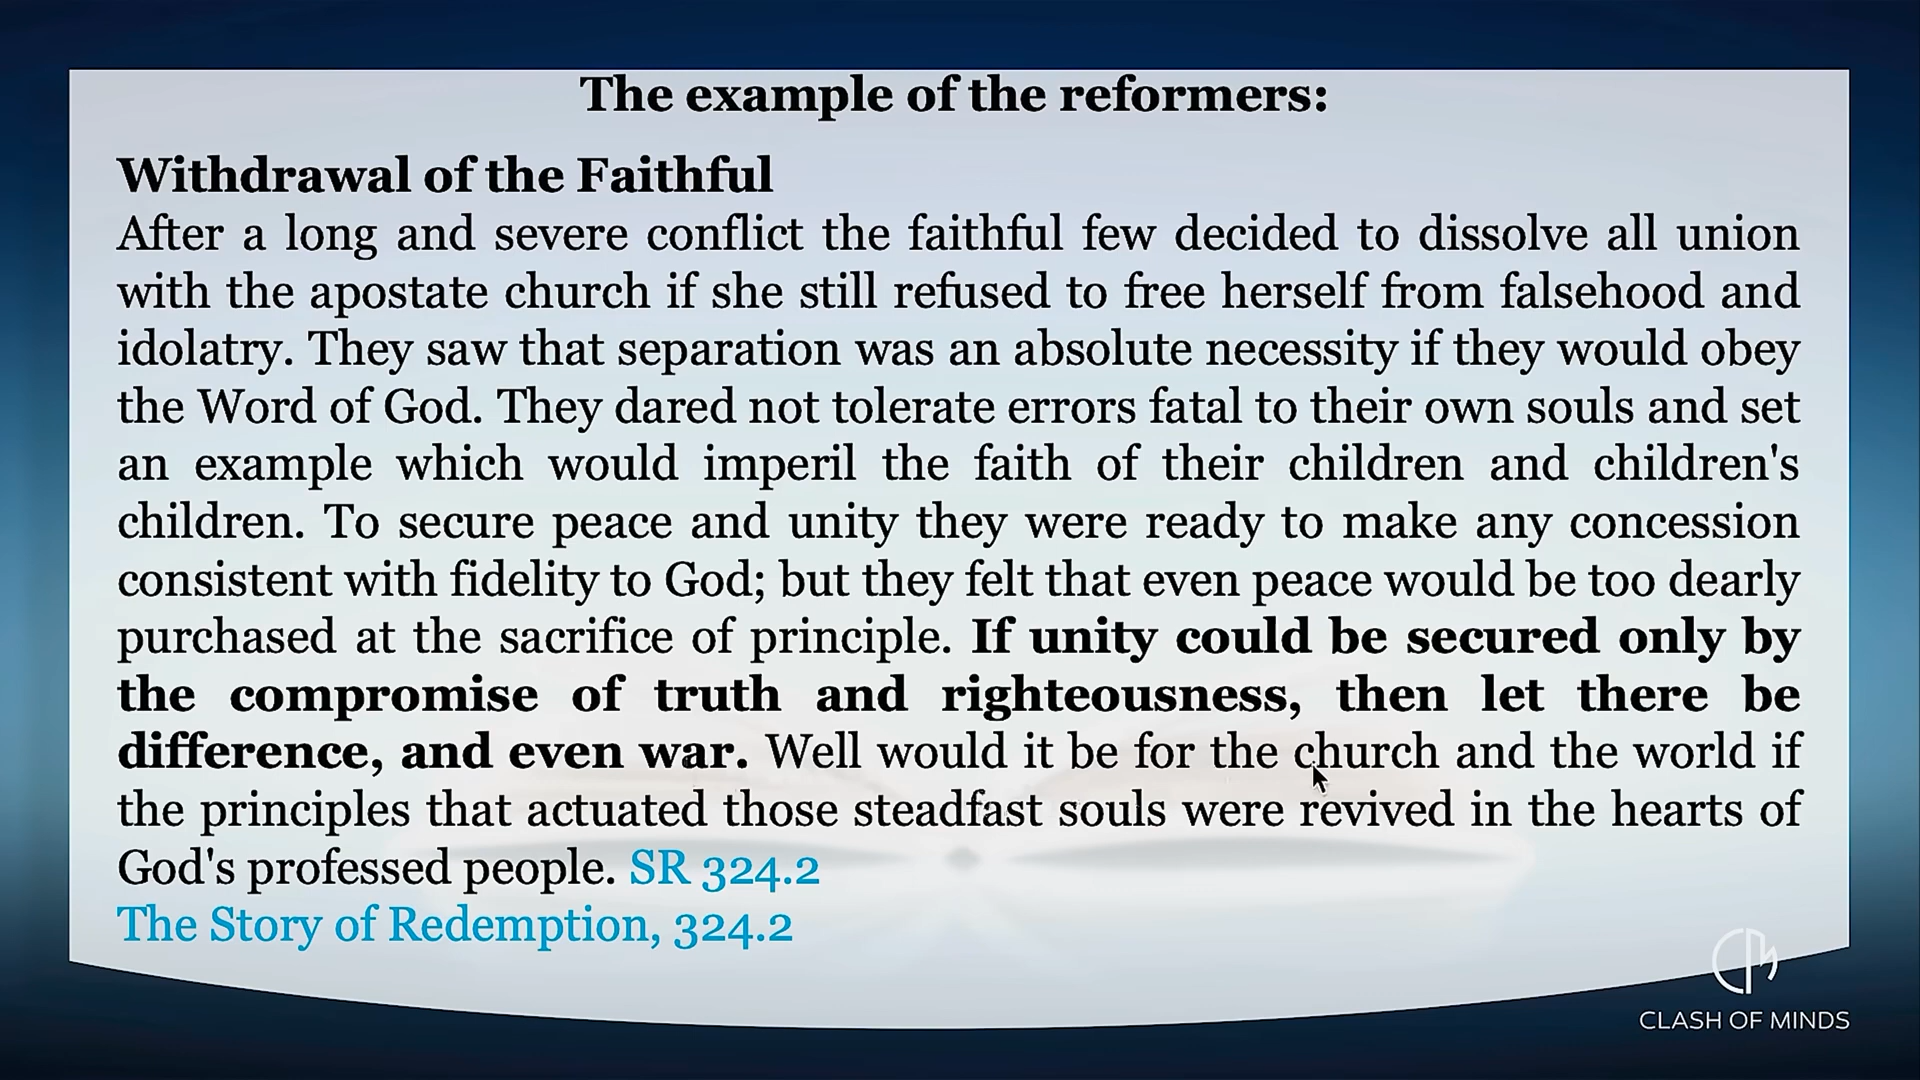 The example of the reformers:
Withdrawal of the Faithful
After a long and severe conflict the faithful few decided to dissolve all union
with the apostate church if she still refused to free herself from falsehood and
idolatry. They saw that separation was an absolute necessity if they would obey
the Word of God. They dared not tolerate errors fatal to their own souls and set
an example which would imperil the faith of their children and children's
children. To secure peace and unity they were ready to make any concession
consistent with fidelity to God; but they felt that even peace would be too dearly
purchased at the sacrifice of principle. If unity could be secured only by
the compromise of truth and righteousness, then let there be
difference, and even war. Well would it be for the church and the world if
the principles that actuated those steadfast souls were revived in the hearts of
God's professed people. SR 324.2
The Story of Redemption, 324.2
CLASH OF MINDS